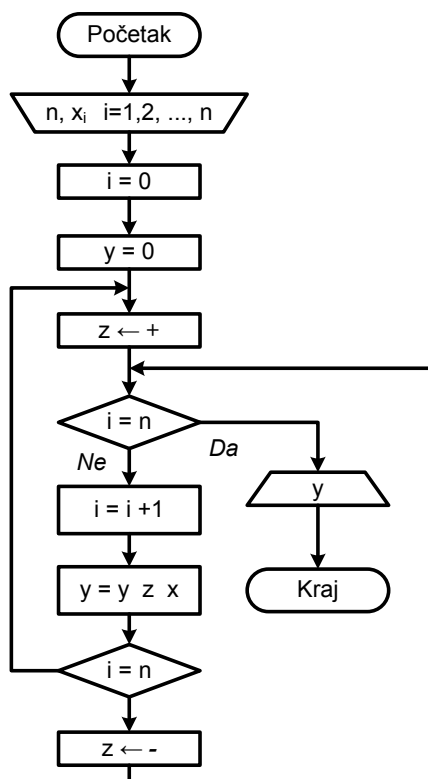 Početak
n, xᵢ i=1,2, ..., n
i = 0
y = 0
z ← +
i = n
Ne
Da
i = i +1
y
y = y z x
Kraj
i = n
z ← -